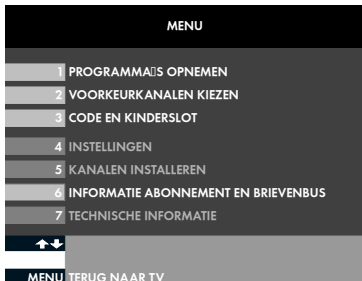 MENU
1 PROGRAMMA▯S OPNEMEN
2 VOORKEURKANALEN KIEZEN
3 CODE EN KINDERSLOT
4 INSTELLINGEN
5 KANALEN INSTALLEREN
6 INFORMATIE ABONNEMENT EN BRIEVENBUS
7 TECHNISCHE INFORMATIE
MENU TERUG NAAR TV